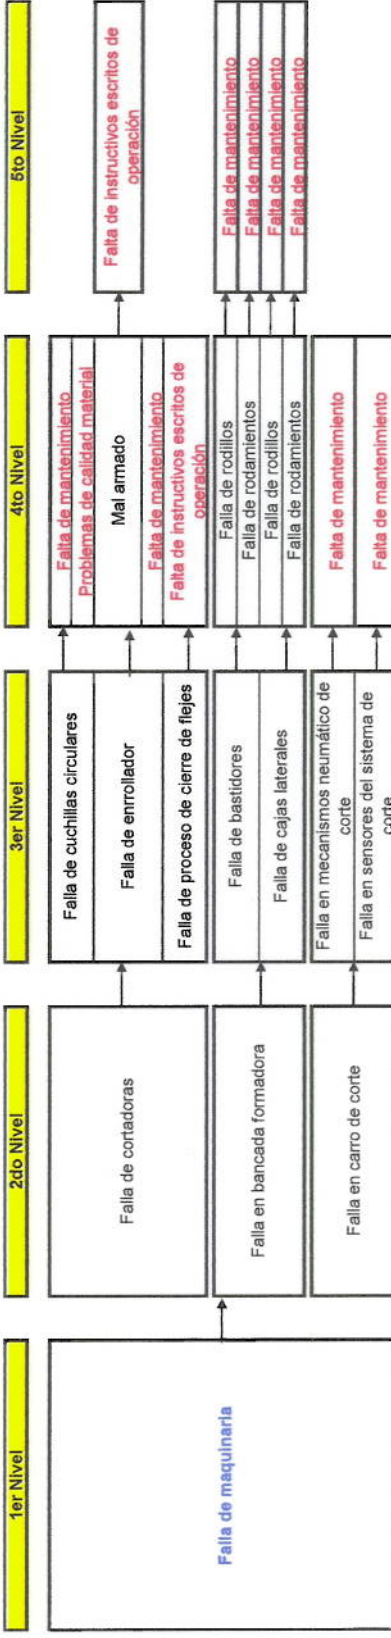 1er Nivel
2do Nivel
3er Nivel
4to Nivel
5to Nivel
Falla de maquinaria
Falla de cortadoras
Falla en bancada formadora
Falla en carro de corte
Falla de cuchillas circulares
Falla de enrrollador
Falla de proceso de cierre de flejes
Falla de bastidores
Falla de cajas laterales
Falla en mecanismos neumático de
corte
Falla en sensores del sistema de
corte
Falta de mantenimiento
Problemas de calidad material
Mal armado
Falta de mantenimiento
Falta de instructivos escritos de
operación
Falla de rodillos
Falla de rodamientos
Falla de rodillos
Falla de rodamientos
Falta de mantenimiento
Falta de mantenimiento
Falta de instructivos escritos de
operación
Falta de mantenimiento
Falta de mantenimiento
Falta de mantenimiento
Falta de mantenimiento